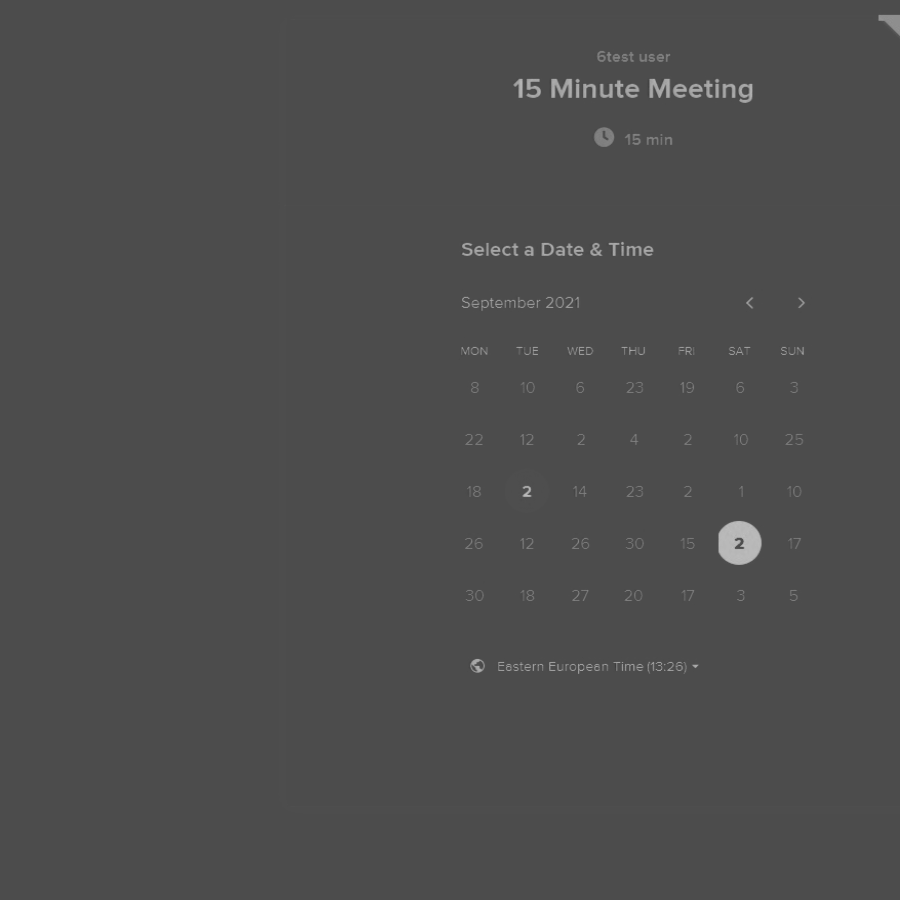 6test user
15 Minute Meeting
15 min
Select a Date & Time
September 2021
MON TUE WED THU FRI SAT SUN
8 10 6 23 19 6 3
22 12 2 4 2 10 25
18 2 14 23 2 1 10
26 12 26 30 15 2 17
30 18 27 20 17 3 5
Eastern European Time (13:26)